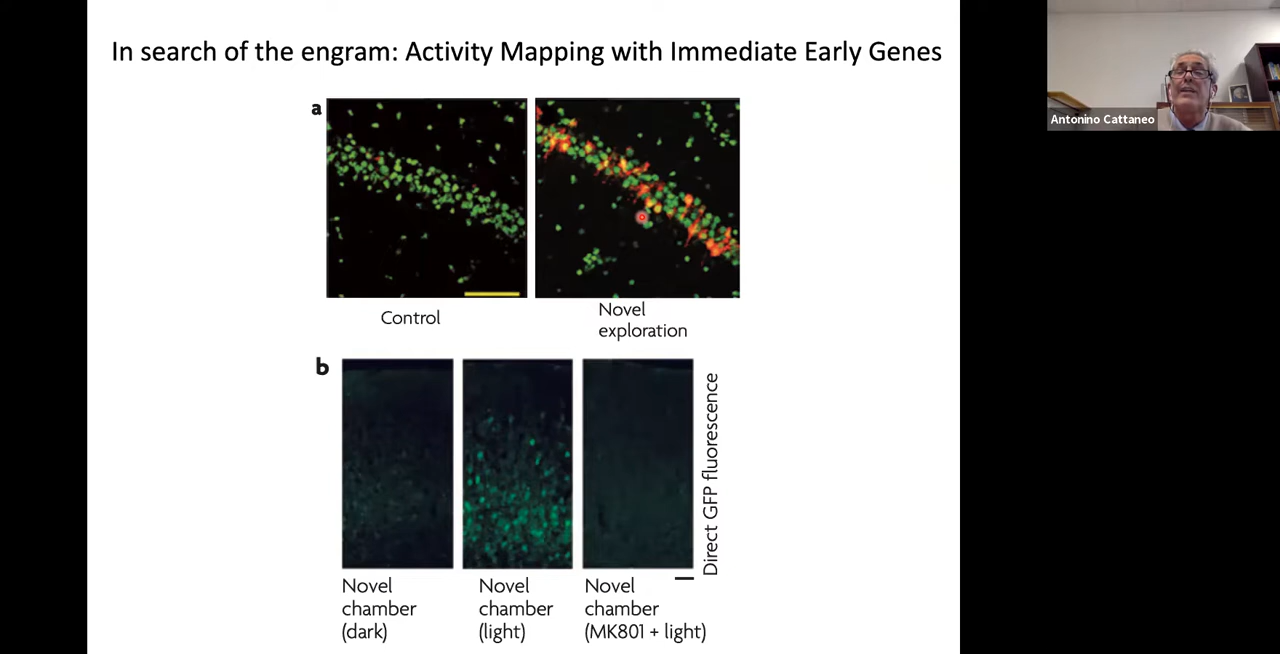 In search of the engram: Activity Mapping with Immediate Early Genes
a
Control
Novel
exploration
b
Direct GFP fluorescence
Novel
chamber
(dark)
Novel
chamber
(light)
Novel
chamber
(MK801 + light)
Antonino Cattaneo